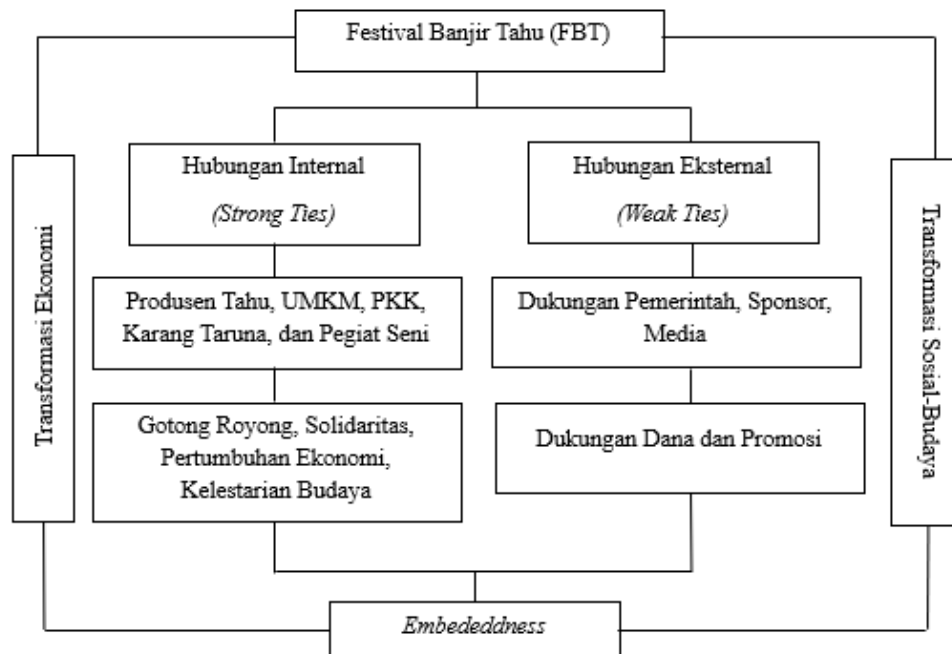 Festival Banjir Tahu (FBT)
Hubungan Internal
(Strong Ties)
Hubungan Eksternal
(Weak Ties)
Transformasi Ekonomi
Transformasi Sosial-Budaya
Produsen Tahu, UMKM, PKK,
Karang Taruna, dan Pegiat Seni
Dukungan Pemerintah, Sponsor,
Media
Gotong Royong, Solidaritas,
Pertumbuhan Ekonomi,
Kelestarian Budaya
Dukungan Dana dan Promosi
Embededdness